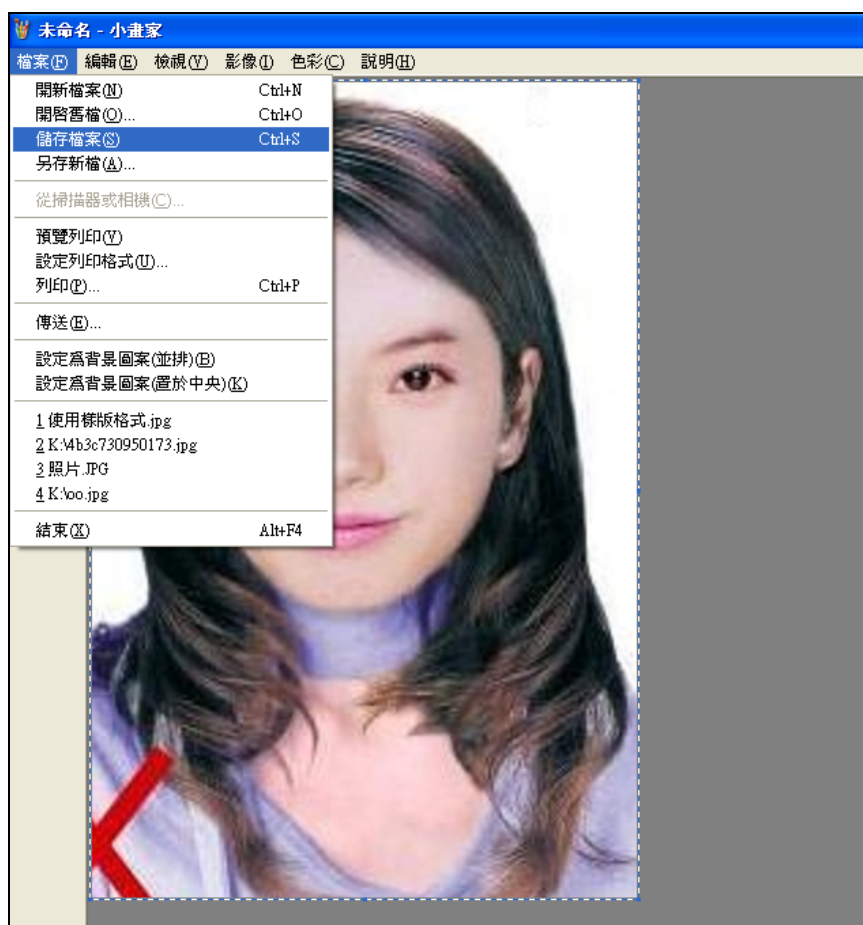 未命名 - 小畫家
檔案(F) 編輯(E) 檢視(V) 影像(I) 色彩(C) 說明(H)
開新檔案(N) Ctrl+N
開啓舊檔(O)... Ctrl+O
儲存檔案(S) Ctrl+S
另存新檔(A)...
從掃描器或相機(C)...
預覽列印(V)
設定列印格式(U)...
列印(P)... Ctrl+P
傳送(E)...
設定爲背景圖案(並排)(B)
設定爲背景圖案(置於中央)(K)
1 使用樣版格式.jpg
2 K:\4b3c730950173.jpg
3 照片.JPG
4 K:\oo.jpg
結束(X) Alt+F4